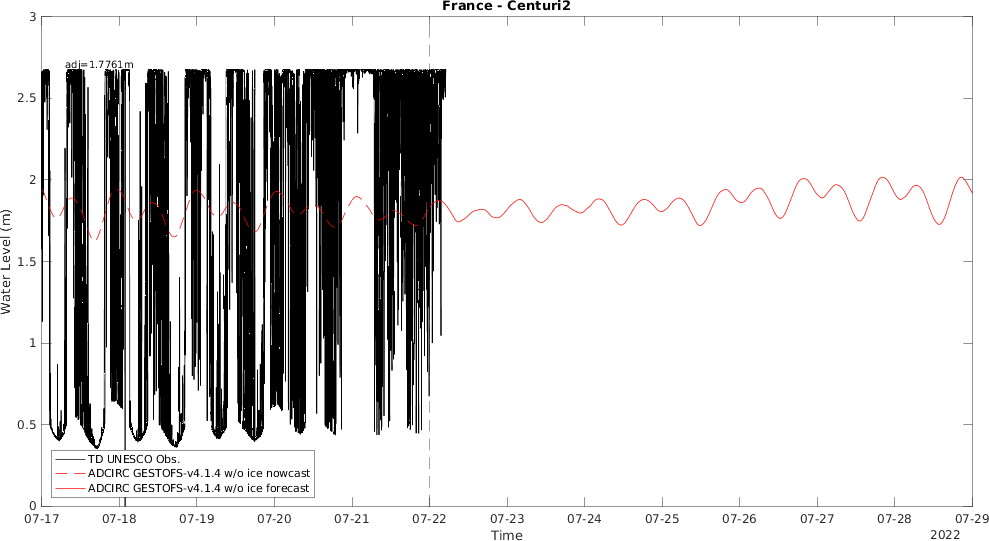 France - Centuri2
adj=1.7761m
3
2.5
2
1.5
1
0.5
0
Water Level (m)
TD UNESCO Obs.
ADCIRC GESTOFS-v4.1.4 w/o ice nowcast
ADCIRC GESTOFS-v4.1.4 w/o ice forecast
07-17 07-18 07-19 07-20 07-21 07-22 07-23 07-24 07-25 07-26 07-27 07-28 07-29
Time
2022